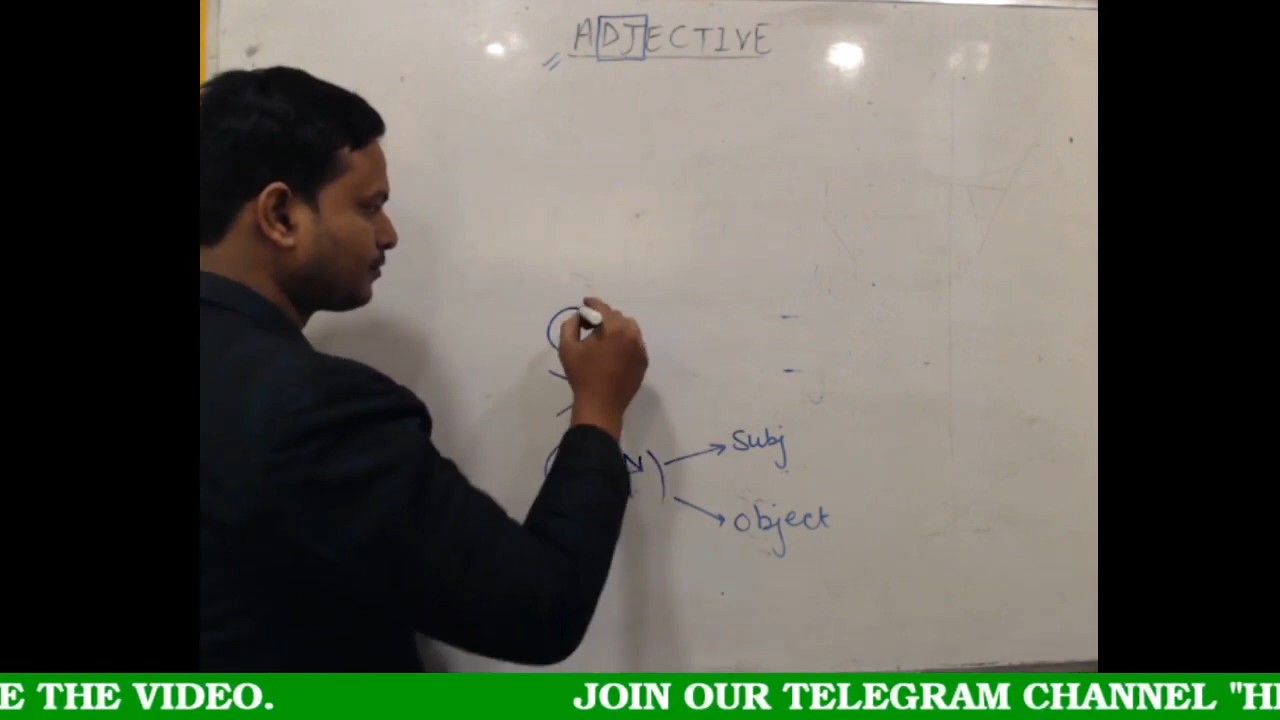 ADJECTIVE
N)
Subj
object
E THE VIDEO. JOIN OUR TELEGRAM CHANNEL "HI